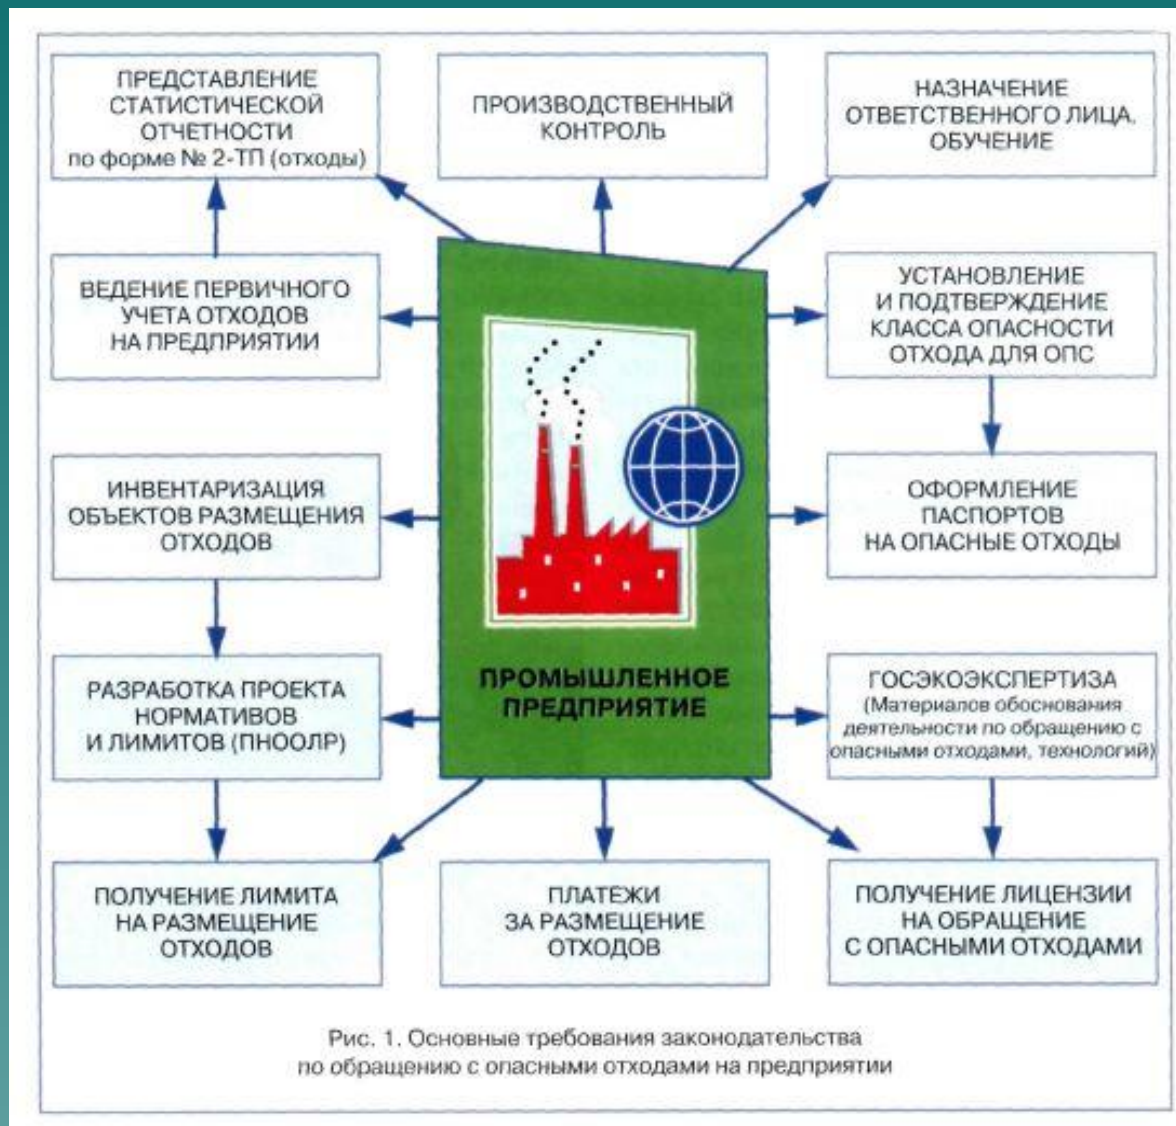 ПРЕДСТАВЛЕНИЕ
СТАТИСТИЧЕСКОЙ
ОТЧЕТНОСТИ
по форме № 2-ТП (отходы)
ПРОИЗВОДСТВЕННЫЙ
КОНТРОЛЬ
НАЗНАЧЕНИЕ
ОТВЕТСТВЕННОГО ЛИЦА,
ОБУЧЕНИЕ
ВЕДЕНИЕ ПЕРВИЧНОГО
УЧЕТА ОТХОДОВ
НА ПРЕДПРИЯТИИ
УСТАНОВЛЕНИЕ
И ПОДТВЕРЖДЕНИЕ
КЛАССА ОПАСНОСТИ
ОТХОДА ДЛЯ ОПС
ИНВЕНТАРИЗАЦИЯ
ОБЪЕКТОВ РАЗМЕЩЕНИЯ
ОТХОДОВ
ОФОРМЛЕНИЕ
ПАСПОРТОВ
НА ОПАСНЫЕ ОТХОДЫ
РАЗРАБОТКА ПРОЕКТА
НОРМАТИВОВ
И ЛИМИТОВ (ПНООЛР)
ПРОМЫШЛЕННОЕ
ПРЕДПРИЯТИЕ
ГОСЭКОЭКСПЕРТИЗА
(Материалов обоснования
деятельности по обращению с
опасными отходами, технологий)
ПОЛУЧЕНИЕ ЛИМИТА
НА РАЗМЕЩЕНИЕ
ОТХОДОВ
ПЛАТЕЖИ
ЗА РАЗМЕЩЕНИЕ
ОТХОДОВ
ПОЛУЧЕНИЕ ЛИЦЕНЗИИ
НА ОБРАЩЕНИЕ
С ОПАСНЫМИ ОТХОДАМИ
Рис. 1. Основные требования законодательства
по обращению с опасными отходами на предприятии